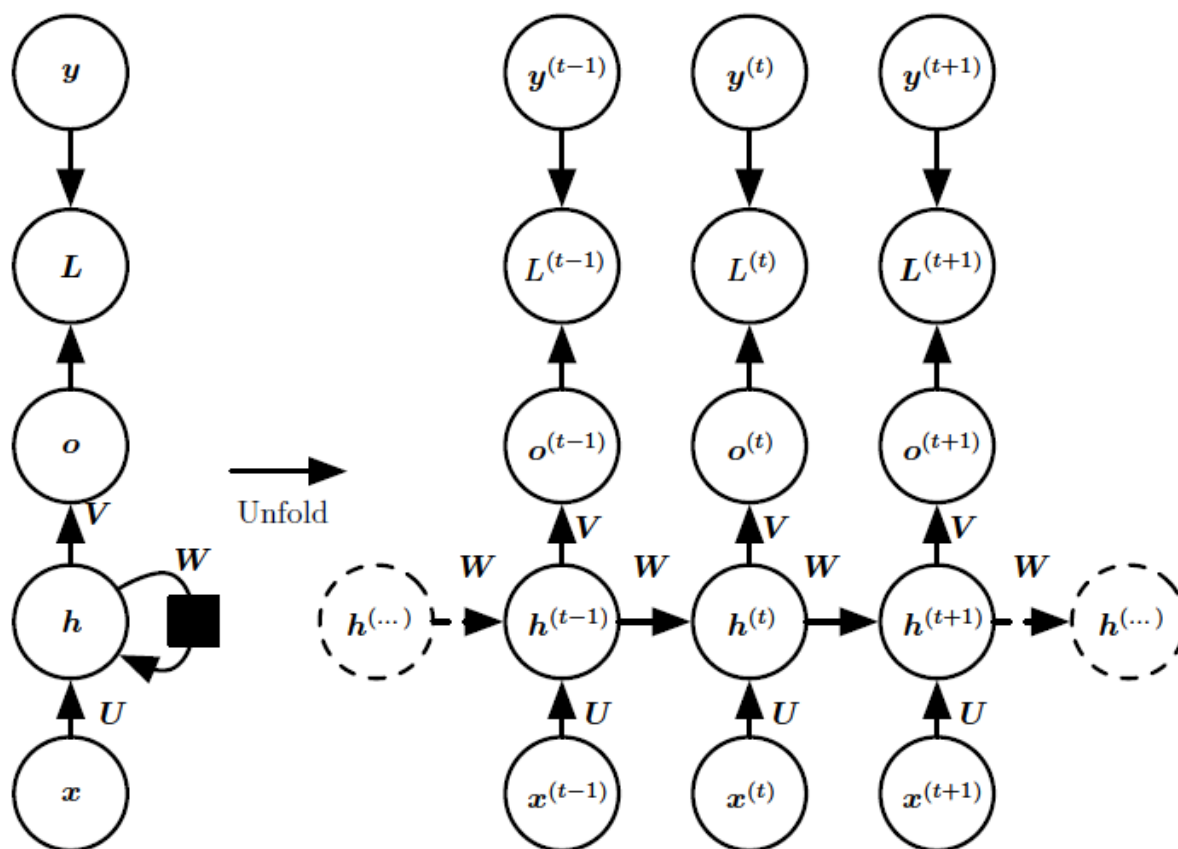 y y^(t−1) y^(t) y^(t+1)
L L^(t−1) L^(t) L^(t+1)
o o^(t−1) o^(t) o^(t+1)
Unfold
V V V V
W W W W W
h h^(...) h^(t−1) h^(t) h^(t+1) h^(...)
U U U U
x x^(t−1) x^(t) x^(t+1)